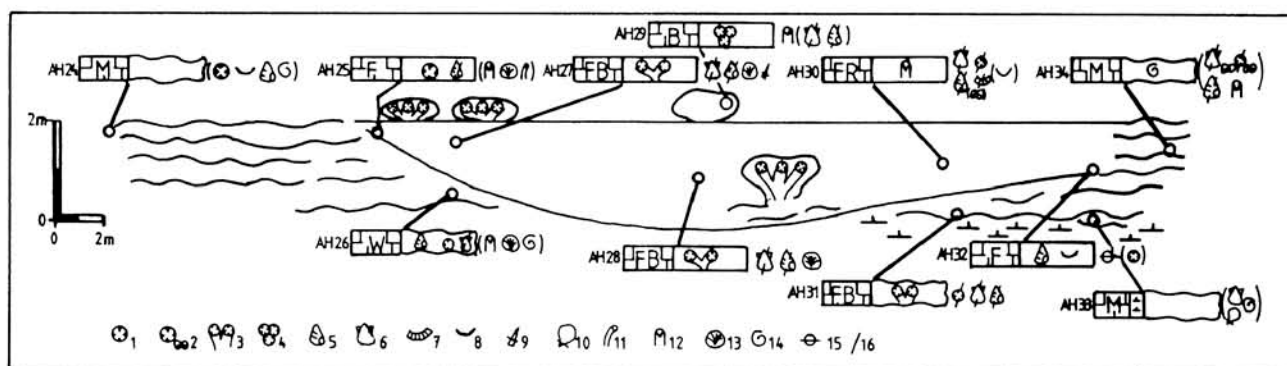 AH29 B
AH24 M
AH25 F
AH27 FB
AH30 FR
AH34 M
2m
0
0 2m
AH26 W
AH28 FB
AH32 F
AH31 FB
AH33 M
1 2 3 4 5 6 7 8 9 10 11 12 13 14 15 /16